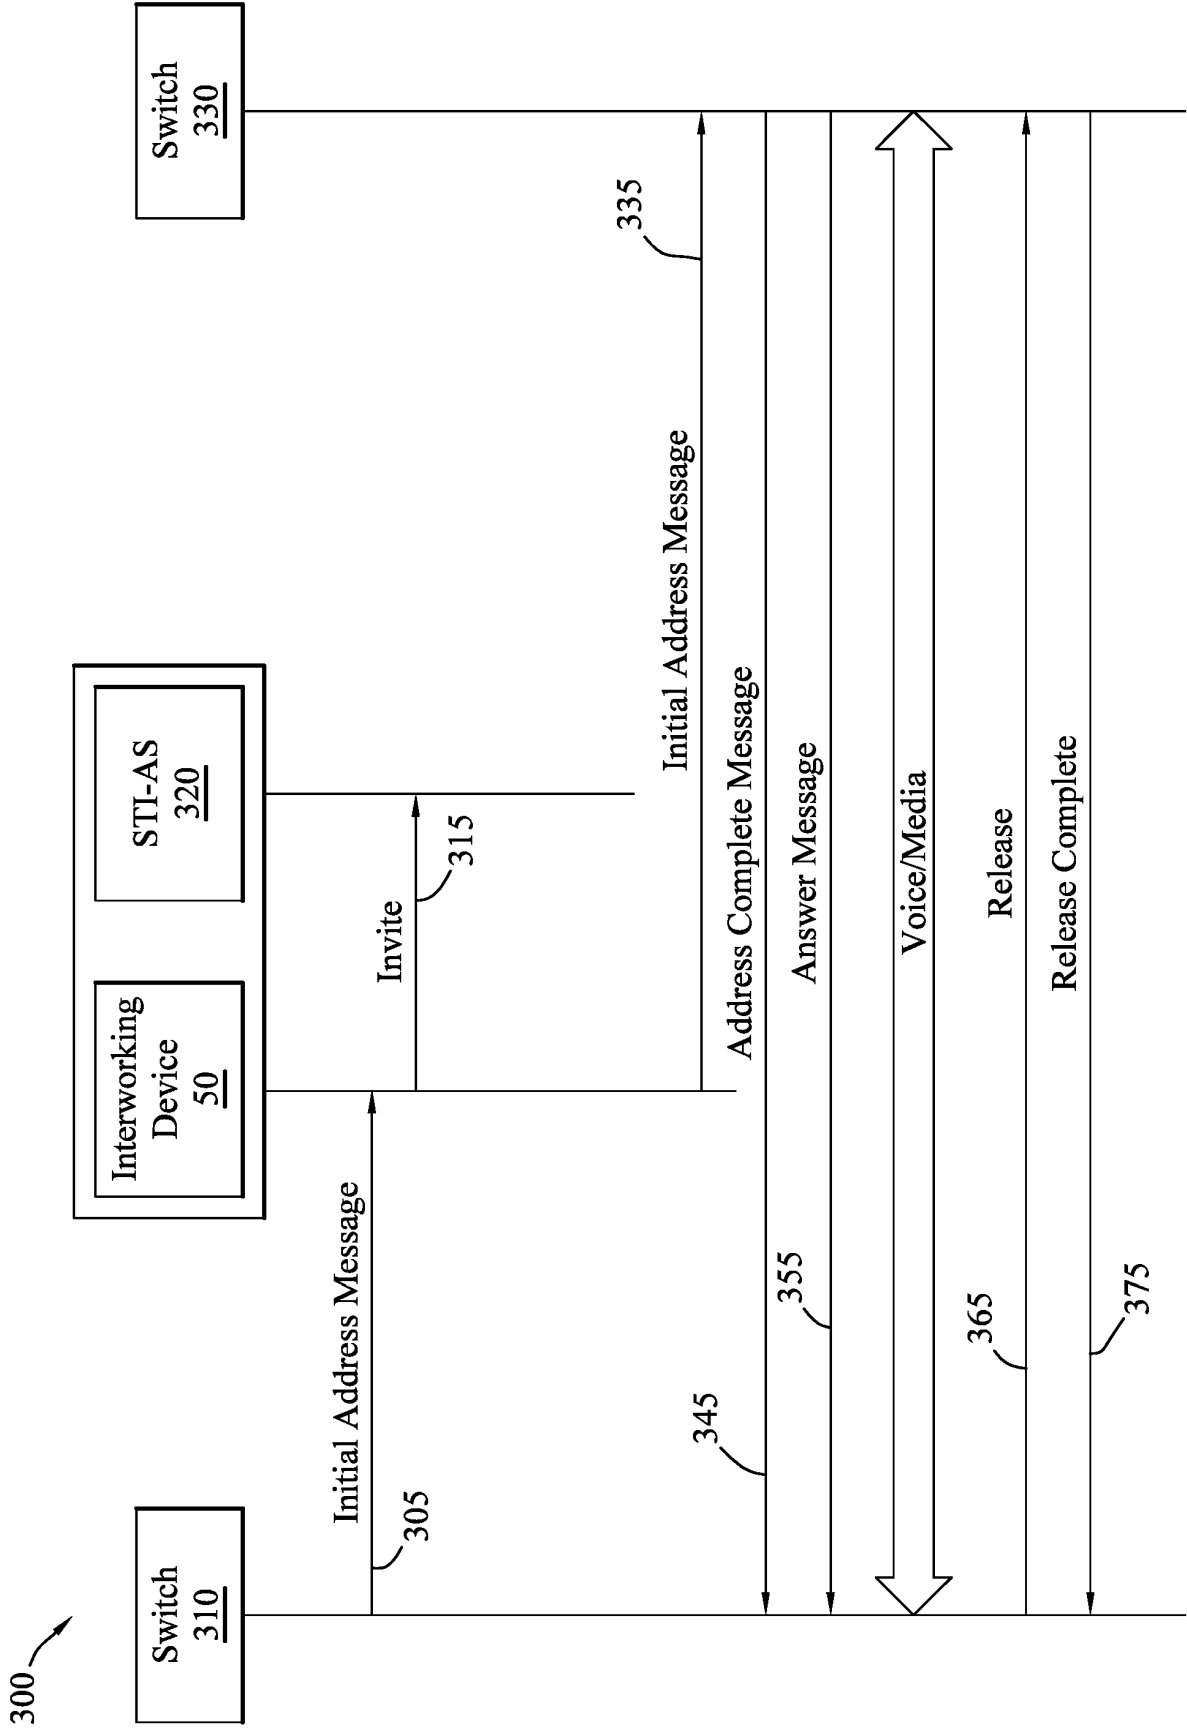 300
Switch
310
Interworking
Device
50
STI-AS
320
Switch
330
Initial Address Message
305
Invite
315
Initial Address Message
335
Address Complete Message
345
Answer Message
355
Voice/Media
Release
365
Release Complete
375